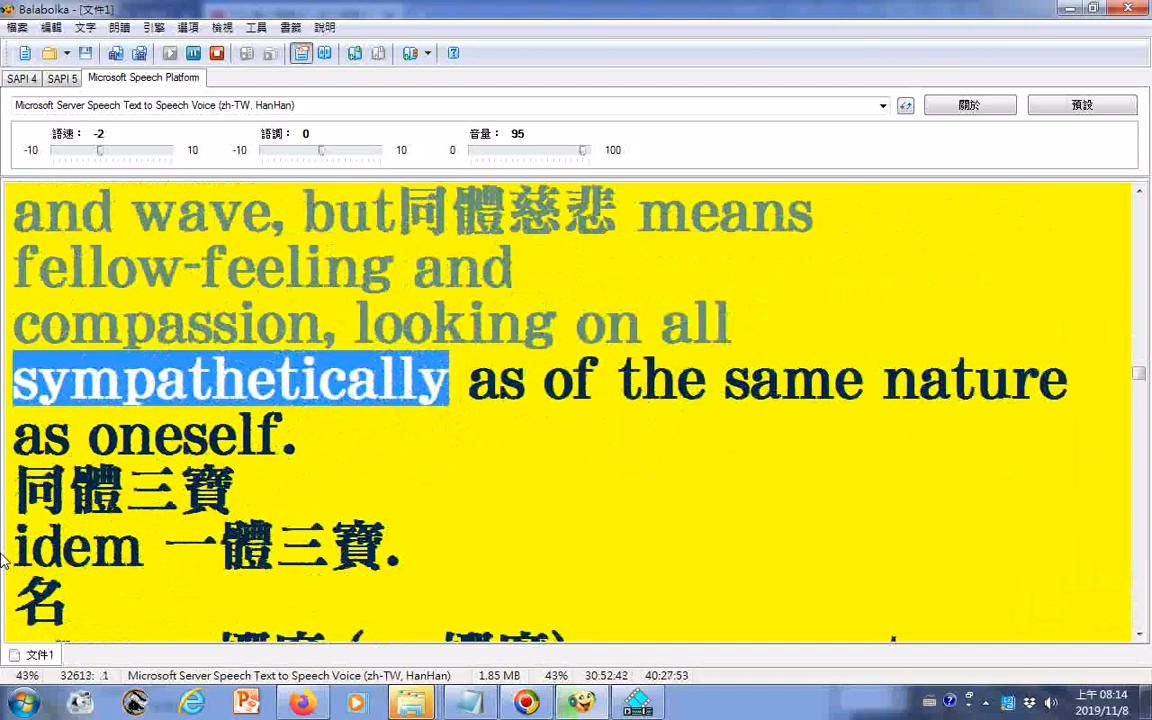 Balabolka - [文件1]
檔案 編輯 文字 朗讀 引擎 選項 檢視 工具 書籤 說明
SAPI 4 SAPI 5 Microsoft Speech Platform
Microsoft Server Speech Text to Speech Voice (zh-TW, HanHan) 關於 預設
語速： -2 語調： 0 音量： 95
-10 10 -10 10 0 100
and wave, but同體慈悲 means
fellow-feeling and
compassion, looking on all
sympathetically as of the same nature
as oneself.
同體三寶
idem 一體三寶.
名
文件1
43% 32613: .1 Microsoft Server Speech Text to Speech Voice (zh-TW, HanHan) 1.85 MB 43% 30:52:42 40:27:53
上午 08:14
2019/11/8